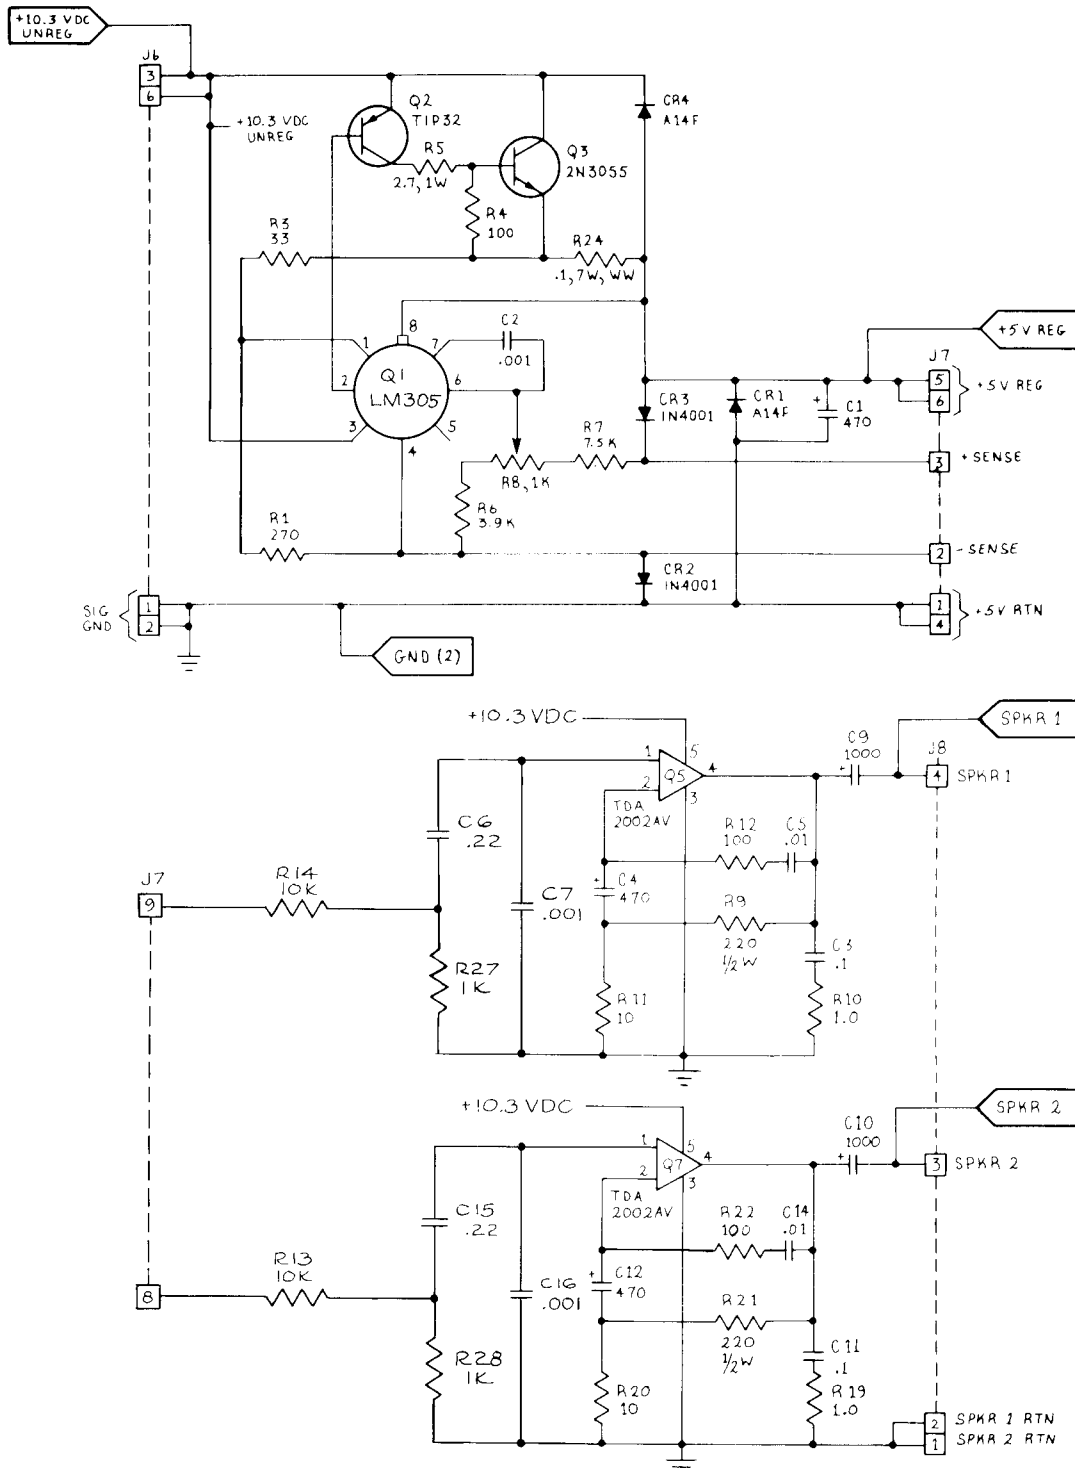 +10.3 VDC
UNREG
J6
3
6
+10.3 VDC
UNREG
Q2
TIP32
R5
2.7, 1W
Q3
2N3055
CR4
A14F
R4
100
R3
33
R24
.1, 7W, WW
C2
.001
1
8
7
2
Q1
LM305
6
3
4
5
CR3
IN4001
CR1
A14F
+
C1
470
+5V REG
J7
5
6
+5V REG
R7
7.5K
R8, 1K
3
+ SENSE
R6
3.9K
R1
270
2
- SENSE
CR2
IN4001
SIG
GND
1
2
1
4
+5V RTN
GND (2)
+10.3 VDC
SPKR 1
1
5
Q5
4
2
3
TDA
2002AV
C9
1000
+
J8
4
SPKR 1
C6
.22
R12
100
C5
.01
J7
9
R14
10K
C7
.001
+
C4
470
R9
220
1/2W
C3
.1
R27
1K
R11
10
R10
1.0
+10.3 VDC
SPKR 2
1
5
Q7
4
2
3
TDA
2002AV
C10
1000
+
3
SPKR 2
C15
.22
R22
100
C14
.01
8
R13
10K
C16
.001
+
C12
470
R21
220
1/2W
C11
.1
R28
1K
R20
10
R19
1.0
2
SPKR 1 RTN
1
SPKR 2 RTN